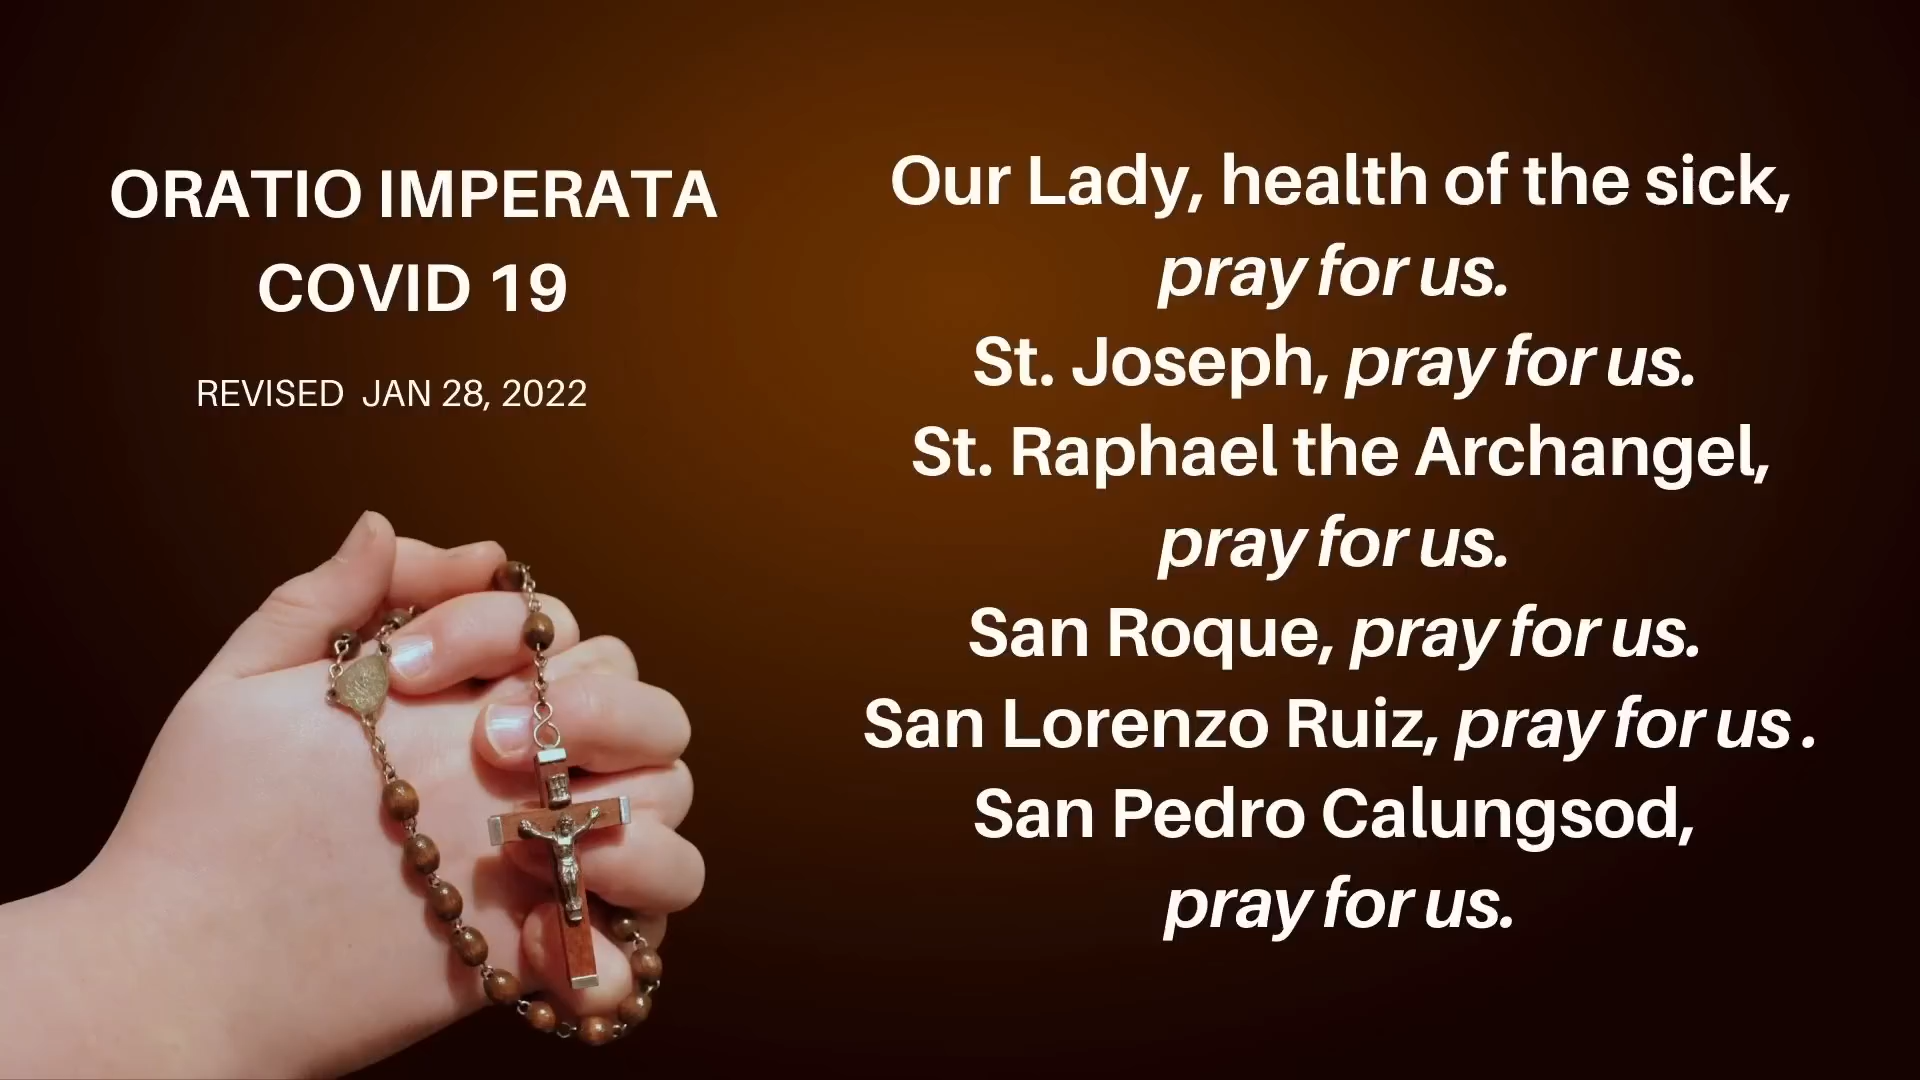 ORATIO IMPERATA
COVID 19
REVISED JAN 28, 2022
Our Lady, health of the sick,
pray for us.
St. Joseph, pray for us.
St. Raphael the Archangel,
pray for us.
San Roque, pray for us.
San Lorenzo Ruiz, pray for us .
San Pedro Calungsod,
pray for us.